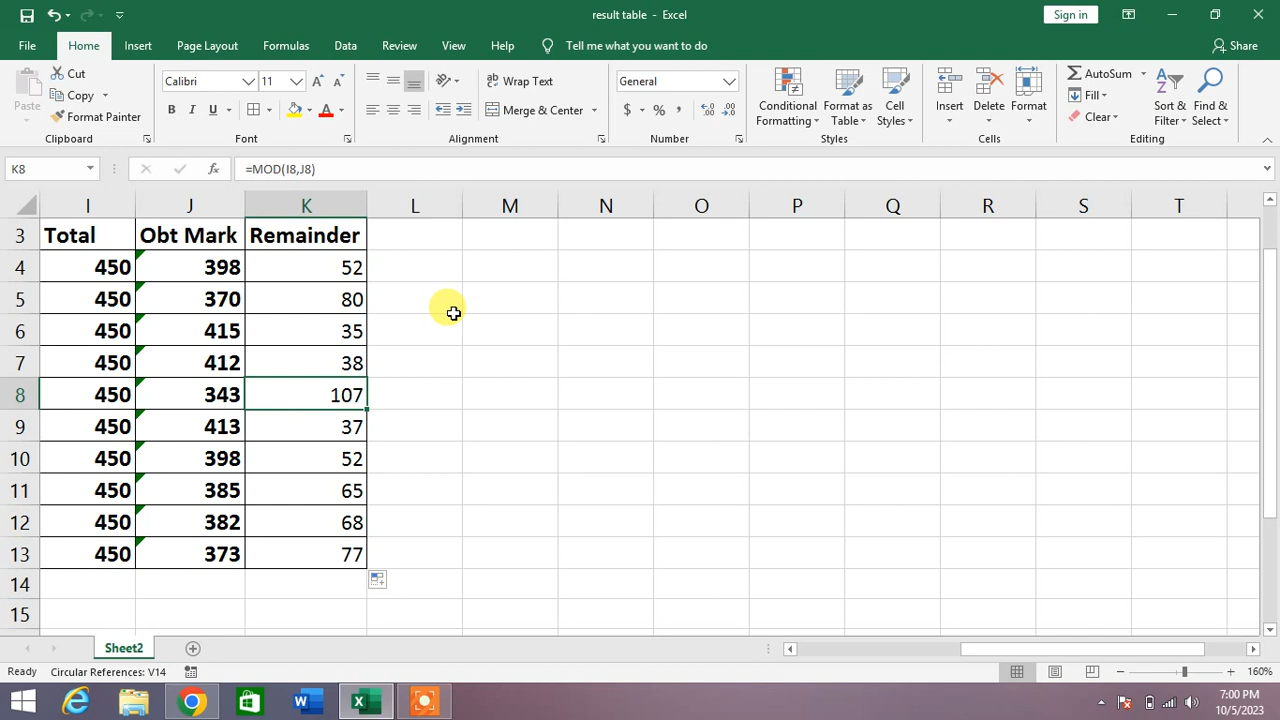 result table - Excel
Sign in
File Home Insert Page Layout Formulas Data Review View Help Tell me what you want to do Share
Paste
Cut
Copy
Format Painter
Clipboard
Calibri 11
B I U
Font
Wrap Text
Merge & Center
Alignment
General
$ % ,
Number
Conditional Formatting
Format as Table
Cell Styles
Styles
Insert Delete Format
Cells
AutoSum
Fill
Clear
Sort & Filter
Find & Select
Editing
K8 fx =MOD(I8,J8)
I J K L M N O P Q R S T
3 Total Obt Mark Remainder
4 450 398 52
5 450 370 80
6 450 415 35
7 450 412 38
8 450 343 107
9 450 413 37
10 450 398 52
11 450 385 65
12 450 382 68
13 450 373 77
14
15
Sheet2
Ready Circular References: V14 160%
7:00 PM
10/5/2023